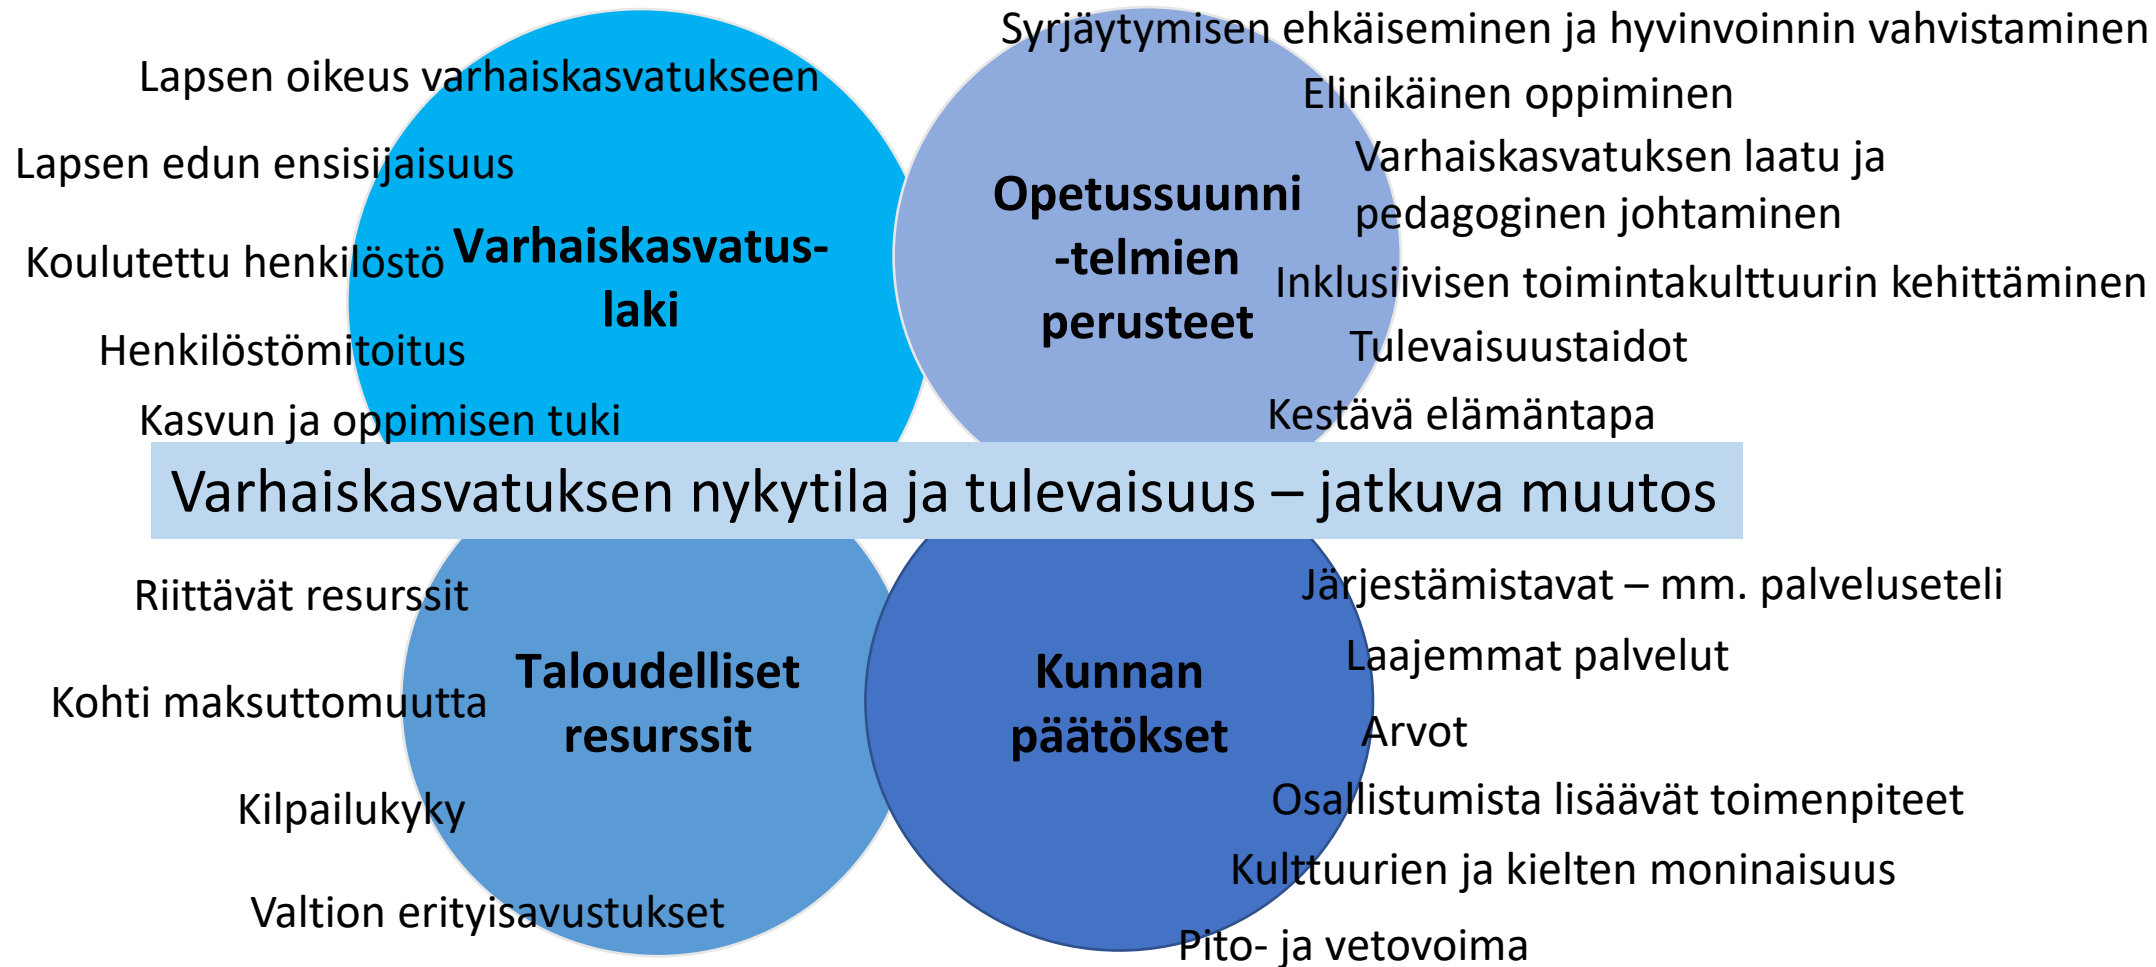 Lapsen oikeus varhaiskasvatukseen
Lapsen edun ensisijaisuus
Koulutettu henkilöstö
Henkilöstömitoitus
Kasvun ja oppimisen tuki
Varhaiskasvatus-
laki
Opetussuunni
-telmien
perusteet
Syrjäytymisen ehkäiseminen ja hyvinvoinnin vahvistaminen
Elinikäinen oppiminen
Varhaiskasvatuksen laatu ja
pedagoginen johtaminen
Inklusiivisen toimintakulttuurin kehittäminen
Tulevaisuustaidot
Kestävä elämäntapa
Varhaiskasvatuksen nykytila ja tulevaisuus – jatkuva muutos
Riittävät resurssit
Kohti maksuttomuutta
Kilpailukyky
Valtion erityisavustukset
Taloudelliset
resurssit
Kunnan
päätökset
Järjestämistavat – mm. palveluseteli
Laajemmat palvelut
Arvot
Osallistumista lisäävät toimenpiteet
Kulttuurien ja kielten moninaisuus
Pito- ja vetovoima